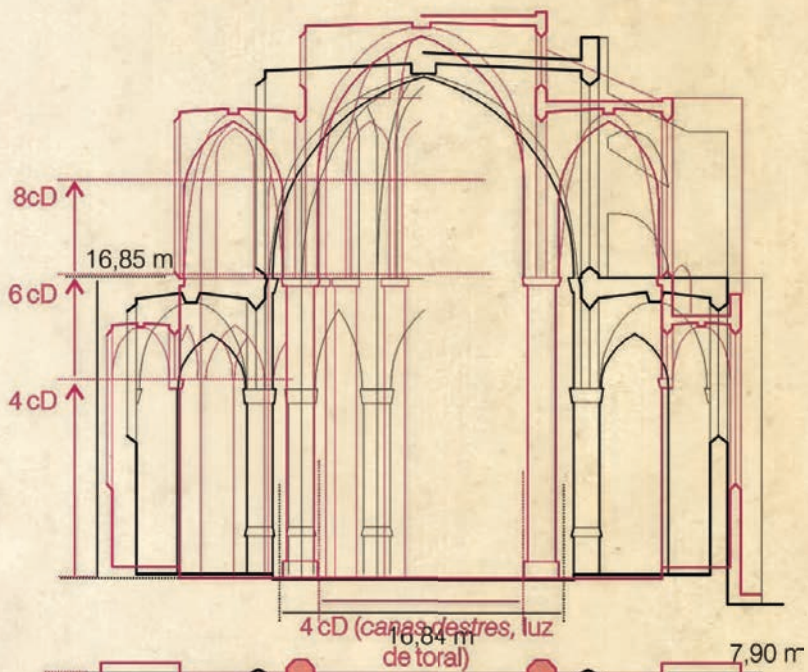 8cD
16,85 m
6 cD
4 cD
4 cD (canas destres, luz
16,84 m
de toral)
7,90 m